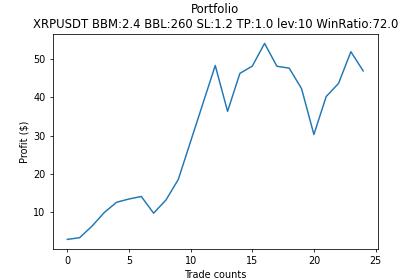 Portfolio
XRPUSDT BBM:2.4 BBL:260 SL:1.2 TP:1.0 lev:10 WinRatio:72.0
Profit ($)
50
40
30
20
10
0 5 10 15 20 25
Trade counts